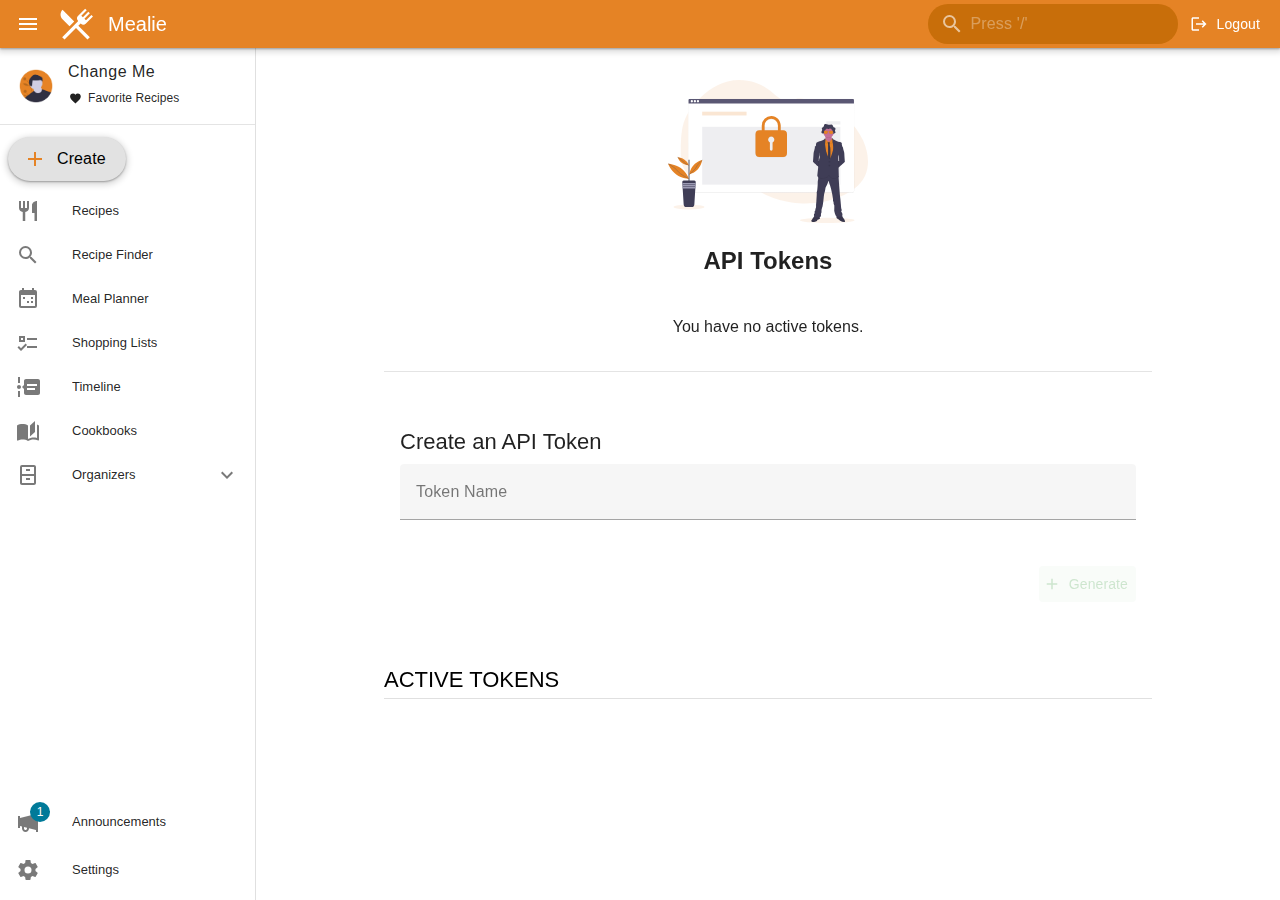 Mealie
Press '/'
Logout
Change Me
Favorite Recipes
Create
Recipes
Recipe Finder
Meal Planner
Shopping Lists
Timeline
Cookbooks
Organizers
1
Announcements
Settings
API Tokens
You have no active tokens.
Create an API Token
Token Name
Generate
ACTIVE TOKENS